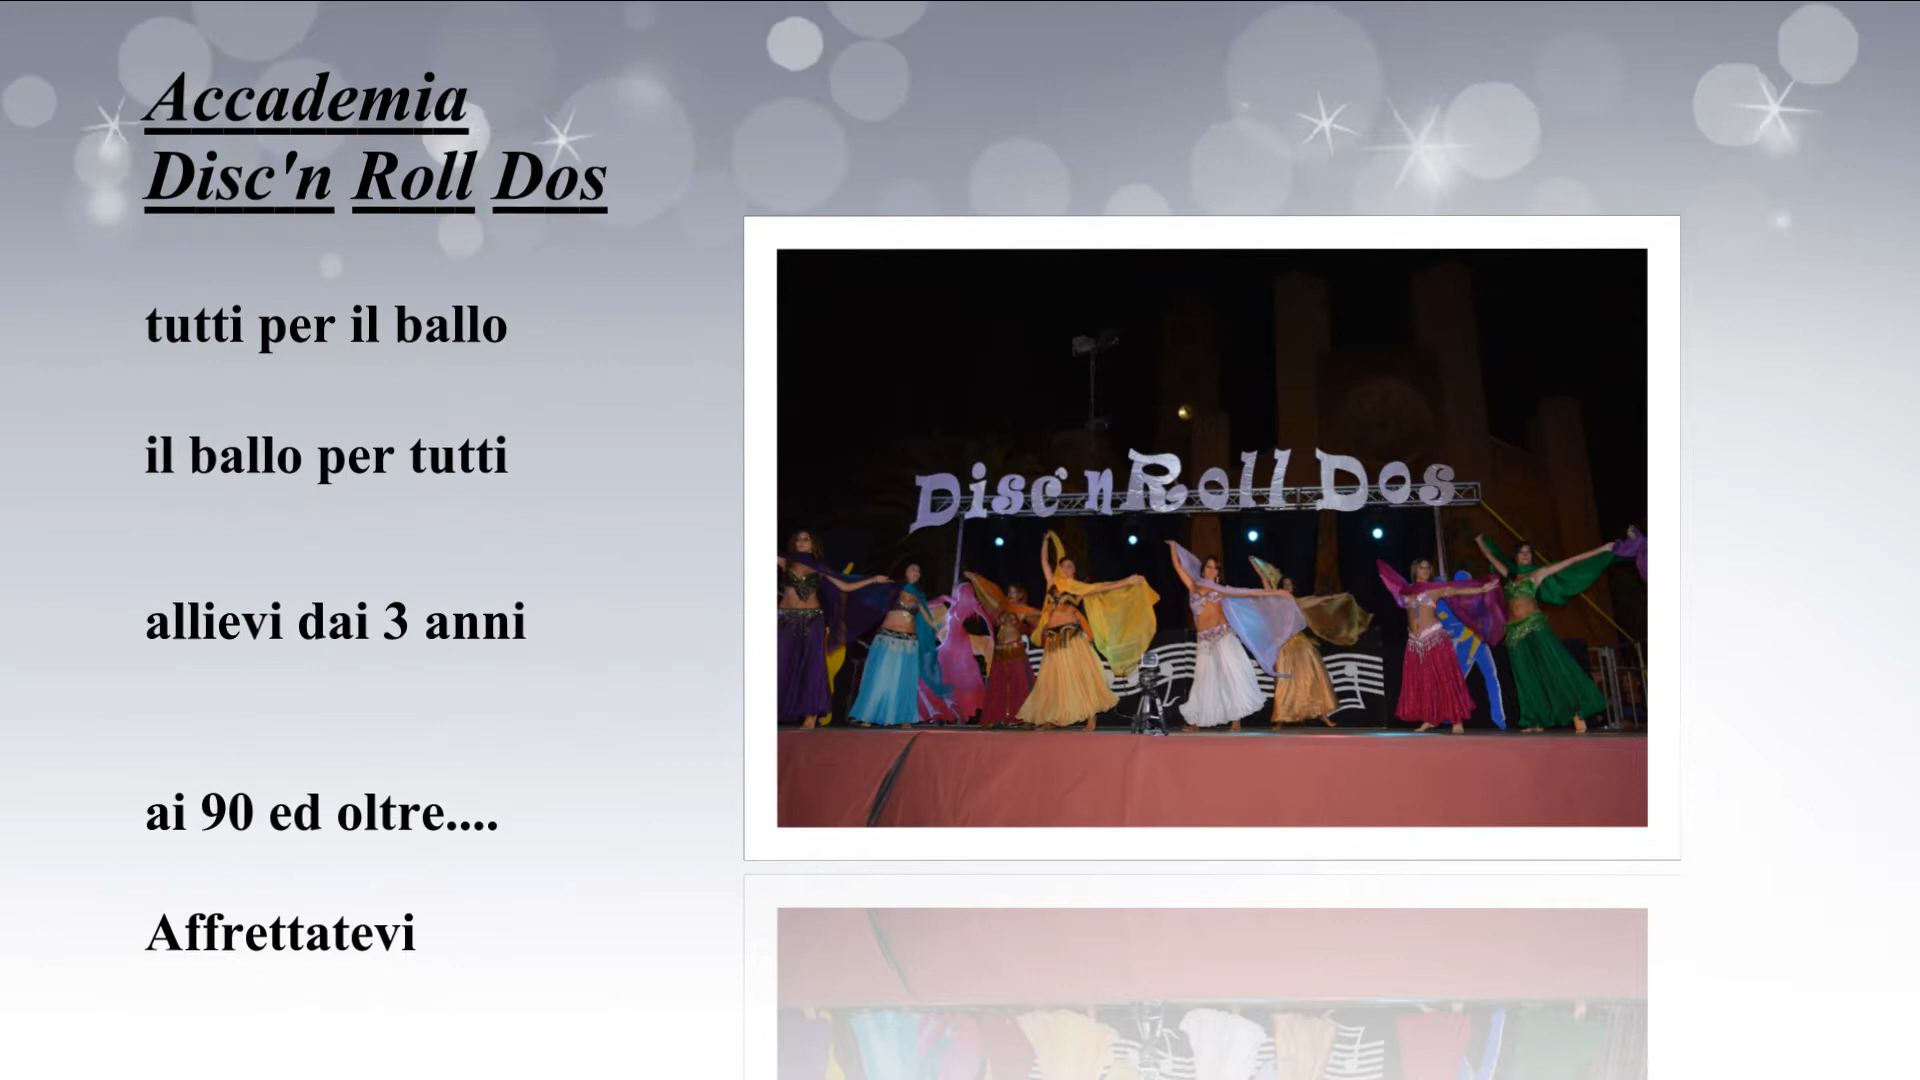 Accademia
Disc'n Roll Dos
tutti per il ballo
il ballo per tutti
allievi dai 3 anni
ai 90 ed oltre....
Affrettatevi
Disc'n Roll Dos